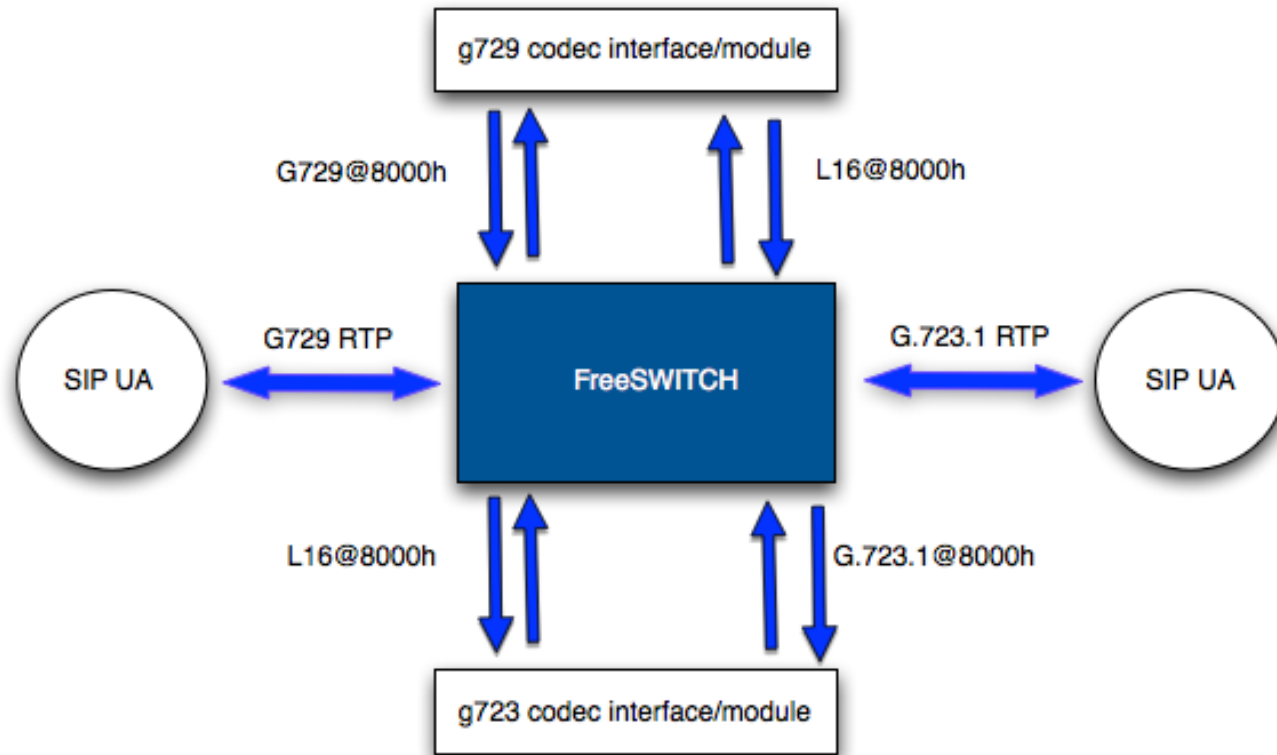 g729 codec interface/module
G729@8000h
L16@8000h
G729 RTP
G.723.1 RTP
SIP UA
FreeSWITCH
SIP UA
L16@8000h
G.723.1@8000h
g723 codec interface/module